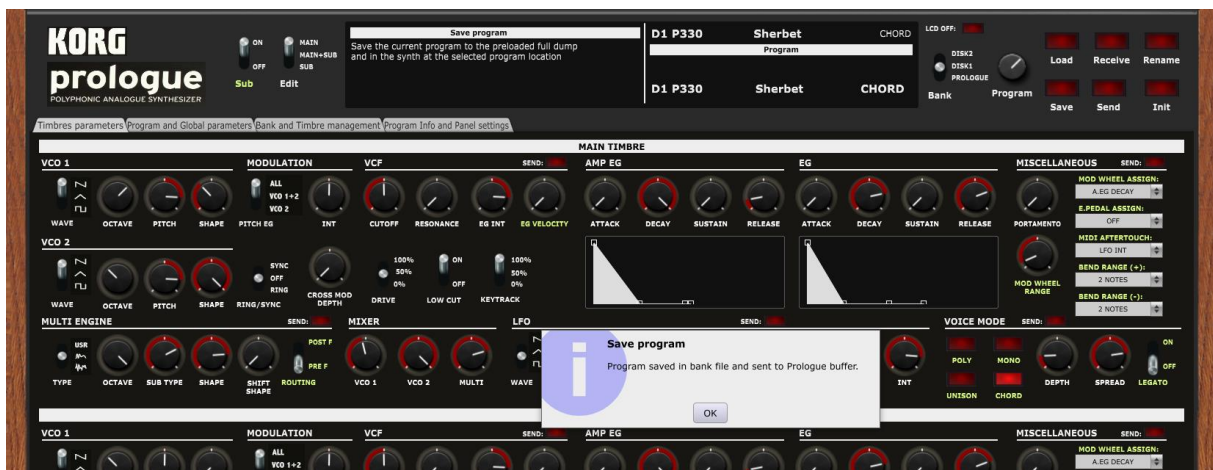 KORG
prologue
POLYPHONIC ANALOGUE SYNTHESIZER
ON
OFF
Sub
MAIN
MAIN+SUB
SUB
Edit
Save program
Save the current program to the preloaded full dump
and in the synth at the selected program location
D1 P330 Sherbet CHORD
Program
D1 P330 Sherbet CHORD
LCD OFF:
DISK2
DISK1
PROLOGUE
Bank
Program
Load Receive Rename
Save Send Init
Timbres parameters Program and Global parameters Bank and Timbre management Program Info and Panel settings
MAIN TIMBRE
VCO 1 MODULATION VCF SEND: AMP EG EG MISCELLANEOUS SEND:
ALL
VCO 1+2
VCO 2
WAVE OCTAVE PITCH SHAPE PITCH EG INT CUTOFF RESONANCE EG INT EG VELOCITY ATTACK DECAY SUSTAIN RELEASE ATTACK DECAY SUSTAIN RELEASE PORTAMENTO
MOD WHEEL ASSIGN:
A.EG DECAY
E.PEDAL ASSIGN:
OFF
MIDI AFTERTOUCH:
LFO INT
BEND RANGE (+):
2 NOTES
BEND RANGE (-):
2 NOTES
MOD WHEEL
RANGE
VCO 2
SYNC
OFF
RING
100%
50%
0%
ON
OFF
100%
50%
0%
WAVE OCTAVE PITCH SHAPE RING/SYNC CROSS MOD
DEPTH
DRIVE LOW CUT KEYTRACK
MULTI ENGINE SEND: MIXER LFO SEND: VOICE MODE SEND:
USR
POST F
PRE F
TYPE OCTAVE SUB TYPE SHAPE SHIFT
SHAPE
ROUTING VCO 1 VCO 2 MULTI WAVE INT
POLY MONO
UNISON CHORD
DEPTH SPREAD LEGATO
ON
OFF
Save program
Program saved in bank file and sent to Prologue buffer.
OK
VCO 1 MODULATION VCF SEND: AMP EG EG MISCELLANEOUS SEND:
ALL
VCO 1+2
MOD WHEEL ASSIGN:
A.EG DECAY